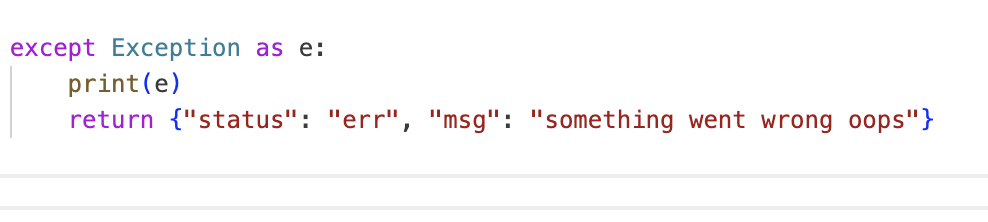 except Exception as e:
    print(e)
    return {"status": "err", "msg": "something went wrong oops"}